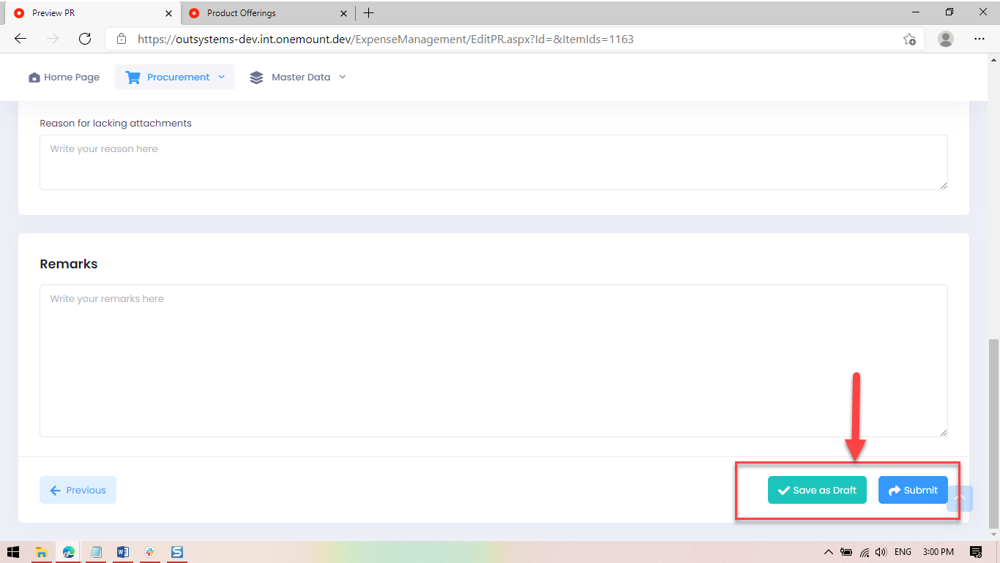 Preview PR
Product Offerings
https://outsystems-dev.int.onemount.dev/ExpenseManagement/EditPR.aspx?Id=&ItemIds=1163
Home Page
Procurement
Master Data
Reason for lacking attachments
Write your reason here
Remarks
Write your remarks here
Previous
Save as Draft
Submit
ENG
3:00 PM